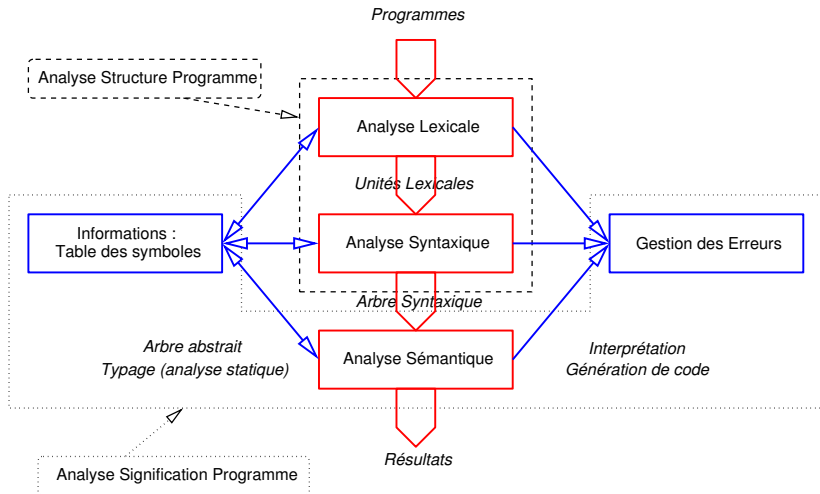 Programmes
Analyse Structure Programme
Analyse Lexicale
Unités Lexicales
Informations :
Table des symboles
Analyse Syntaxique
Gestion des Erreurs
Arbre Syntaxique
Arbre abstrait
Typage (analyse statique)
Analyse Sémantique
Interprétation
Génération de code
Résultats
Analyse Signification Programme